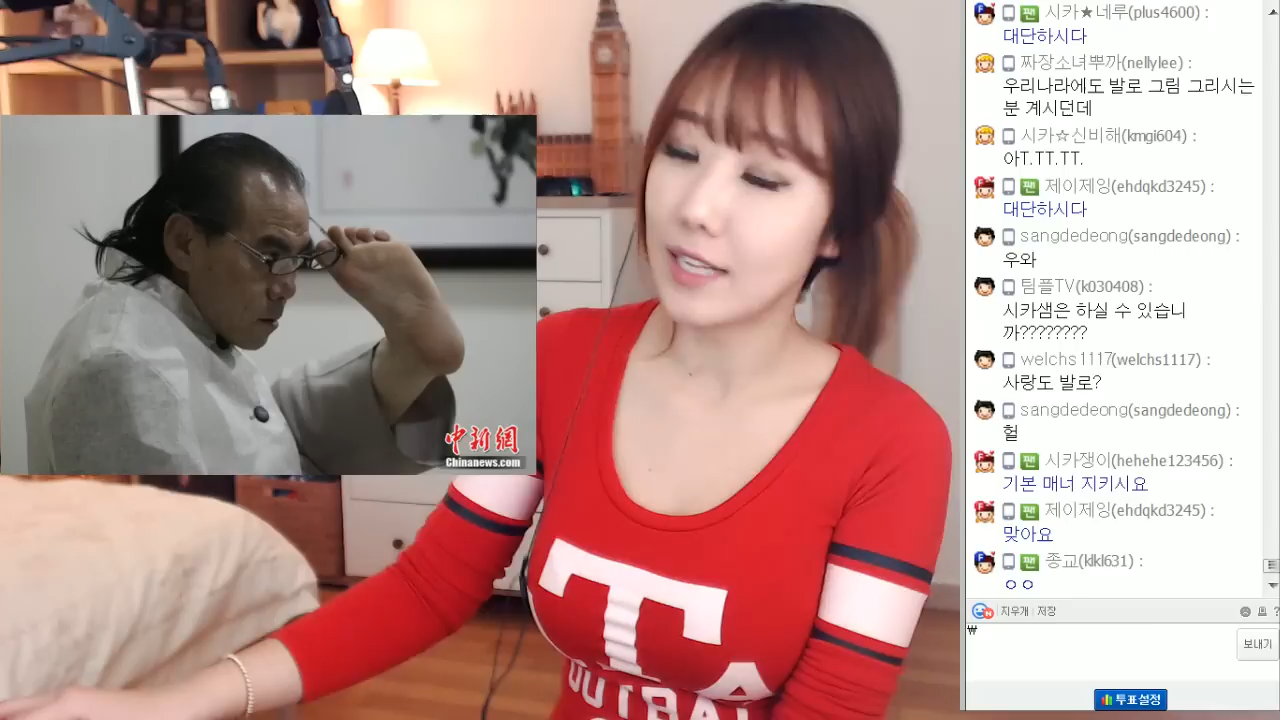 시카★네루(plus4600) :
대단하시다
짜장소녀뿌까(nellylee) :
우리나라에도 발로 그림 그리시는
분 계시던데
시카☆신비해(kmgi604) :
아T.TT.TT.
제이제잉(ehdqkd3245) :
대단하시다
sangdedeong(sangdedeong) :
우와
팀플TV(k030408) :
시카샘은 하실 수 있습니
까????????
welchs1117(welchs1117) :
사랑도 발로?
sangdedeong(sangdedeong) :
헐
시카쟁이(hehehe123456) :
기본 매너 지키시요
제이제잉(ehdqkd3245) :
맞아요
종교(klkl631) :
ㅇㅇ
지우개 저장
₩
보내기
투표설정
中新網
Chinanews.com
TA